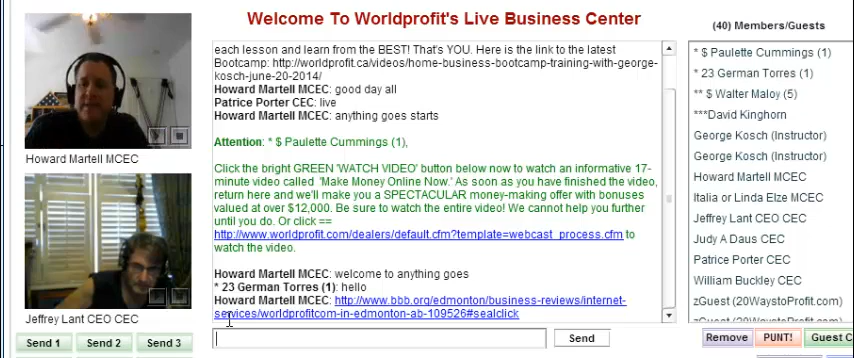 Welcome To Worldprofit's Live Business Center
(40) Members/Guests
each lesson and learn from the BEST! That's YOU. Here is the link to the latest
Bootcamp: http://worldprofit.ca/videos/home-business-bootcamp-training-with-george-
kosch-june-20-2014/
Howard Martell MCEC: good day all
Patrice Porter CEC: live
Howard Martell MCEC: anything goes starts
Attention: * $ Paulette Cummings (1),
Click the bright GREEN 'WATCH VIDEO' button below now to watch an informative 17-
minute video called 'Make Money Online Now.' As soon as you have finished the video,
return here and we'll make you a SPECTACULAR money-making offer with bonuses
valued at over $12,000. Be sure to watch the entire video! We cannot help you further
until you do. Or click ==
http://www.worldprofit.com/dealers/default.cfm?template=webcast_process.cfm to
watch the video.
Howard Martell MCEC: welcome to anything goes
* 23 German Torres (1): hello
Howard Martell MCEC: http://www.bbb.org/edmonton/business-reviews/internet-
services/worldprofitcom-in-edmonton-ab-109526#sealclick
* $ Paulette Cummings (1)
* 23 German Torres (1)
** $ Walter Maloy (5)
***David Kinghorn
George Kosch (Instructor)
George Kosch (Instructor)
Howard Martell MCEC
Italia or Linda Elze MCEC
Jeffrey Lant CEO CEC
Judy A Daus CEC
Patrice Porter CEC
William Buckley CEC
zGuest (20WaystoProfit.com)
zGuest (20WaystoProfit.com)
Howard Martell MCEC
Jeffrey Lant CEO CEC
Send 1
Send 2
Send 3
Send
Remove
PUNT!
Guest C